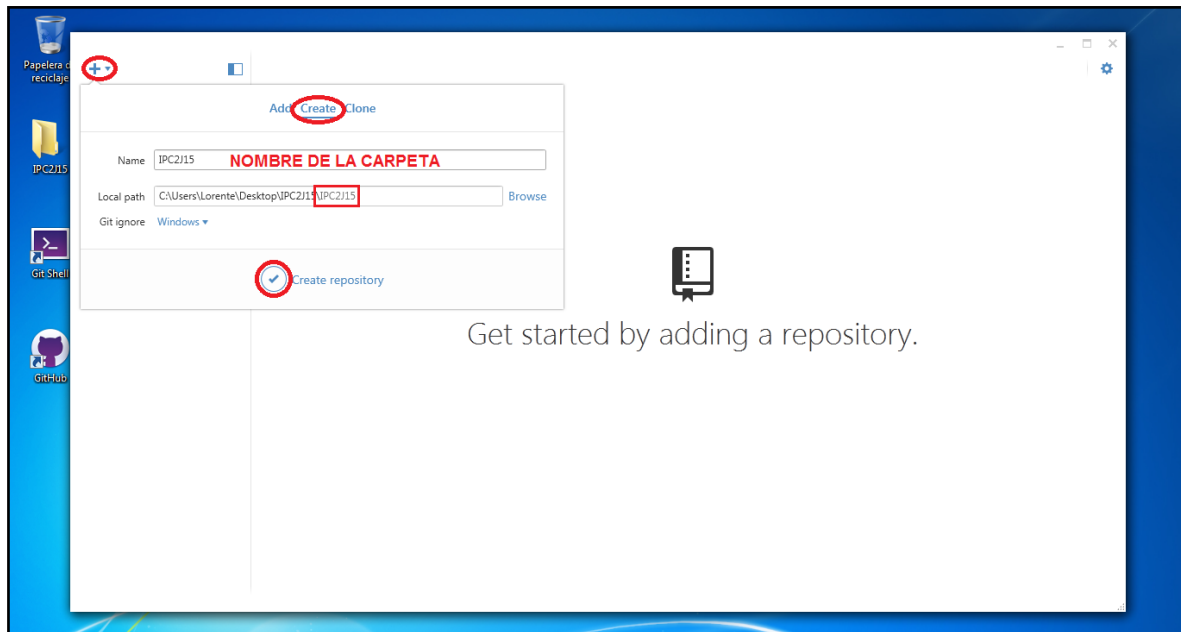 Papelera de
reciclaje
IPC2J15
Git Shell
GitHub
Add Create Clone
Name IPC2J15 NOMBRE DE LA CARPETA
Local path C:\Users\Lorente\Desktop\IPC2J15\IPC2J15 Browse
Git ignore Windows
Create repository
Get started by adding a repository.